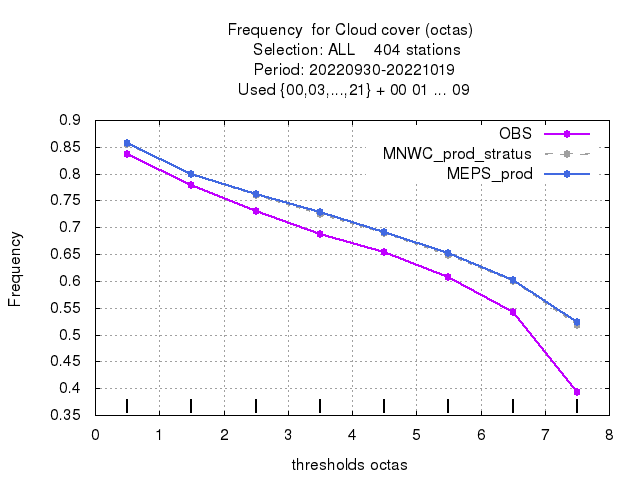 Frequency  for Cloud cover (octas)
Selection: ALL    404 stations
Period: 20220930-20221019
Used {00,03,...,21} + 00 01 ... 09
OBS
MNWC_prod_stratus
MEPS_prod
Frequency
0.9
0.85
0.8
0.75
0.7
0.65
0.6
0.55
0.5
0.45
0.4
0.35
0 1 2 3 4 5 6 7 8
thresholds octas